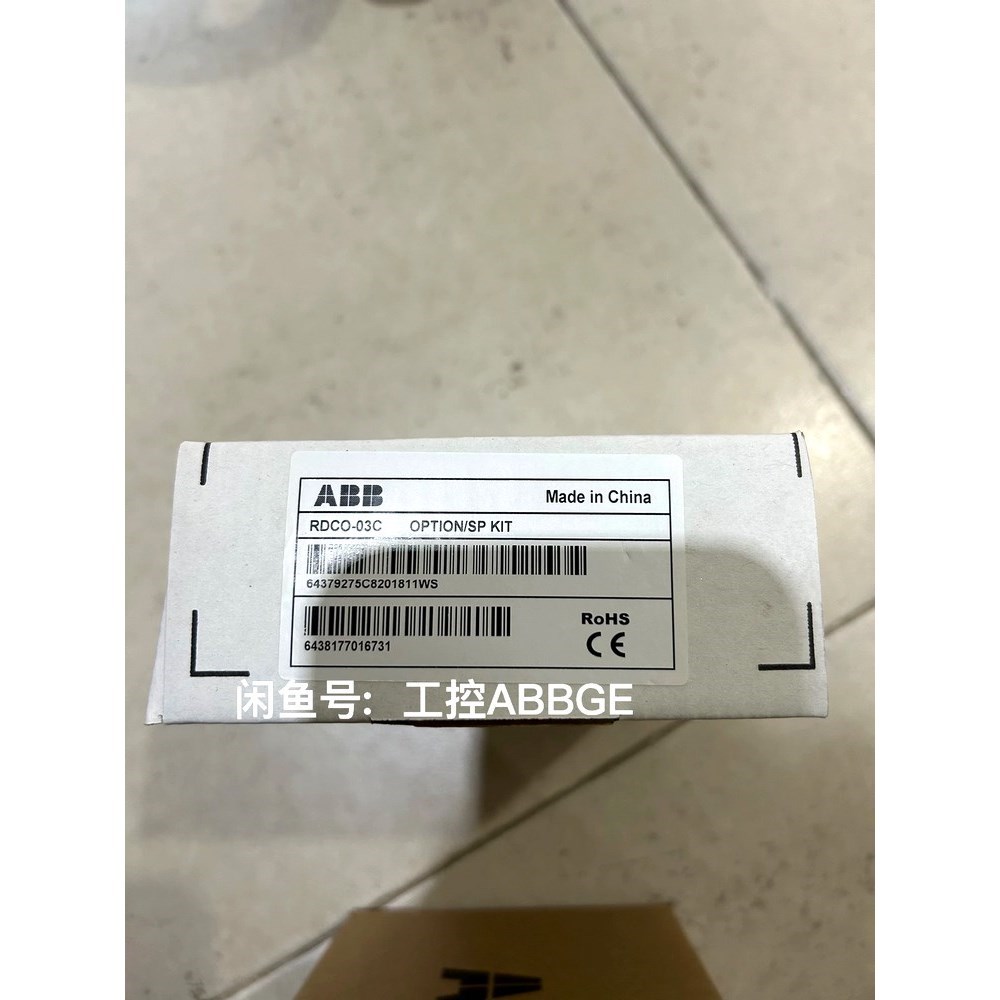 ABB Made in China
RDCO-03C OPTION/SP KIT
64379275C8201811WS
6438177016731
RoHS
CE
闲鱼号: 工控ABBGE